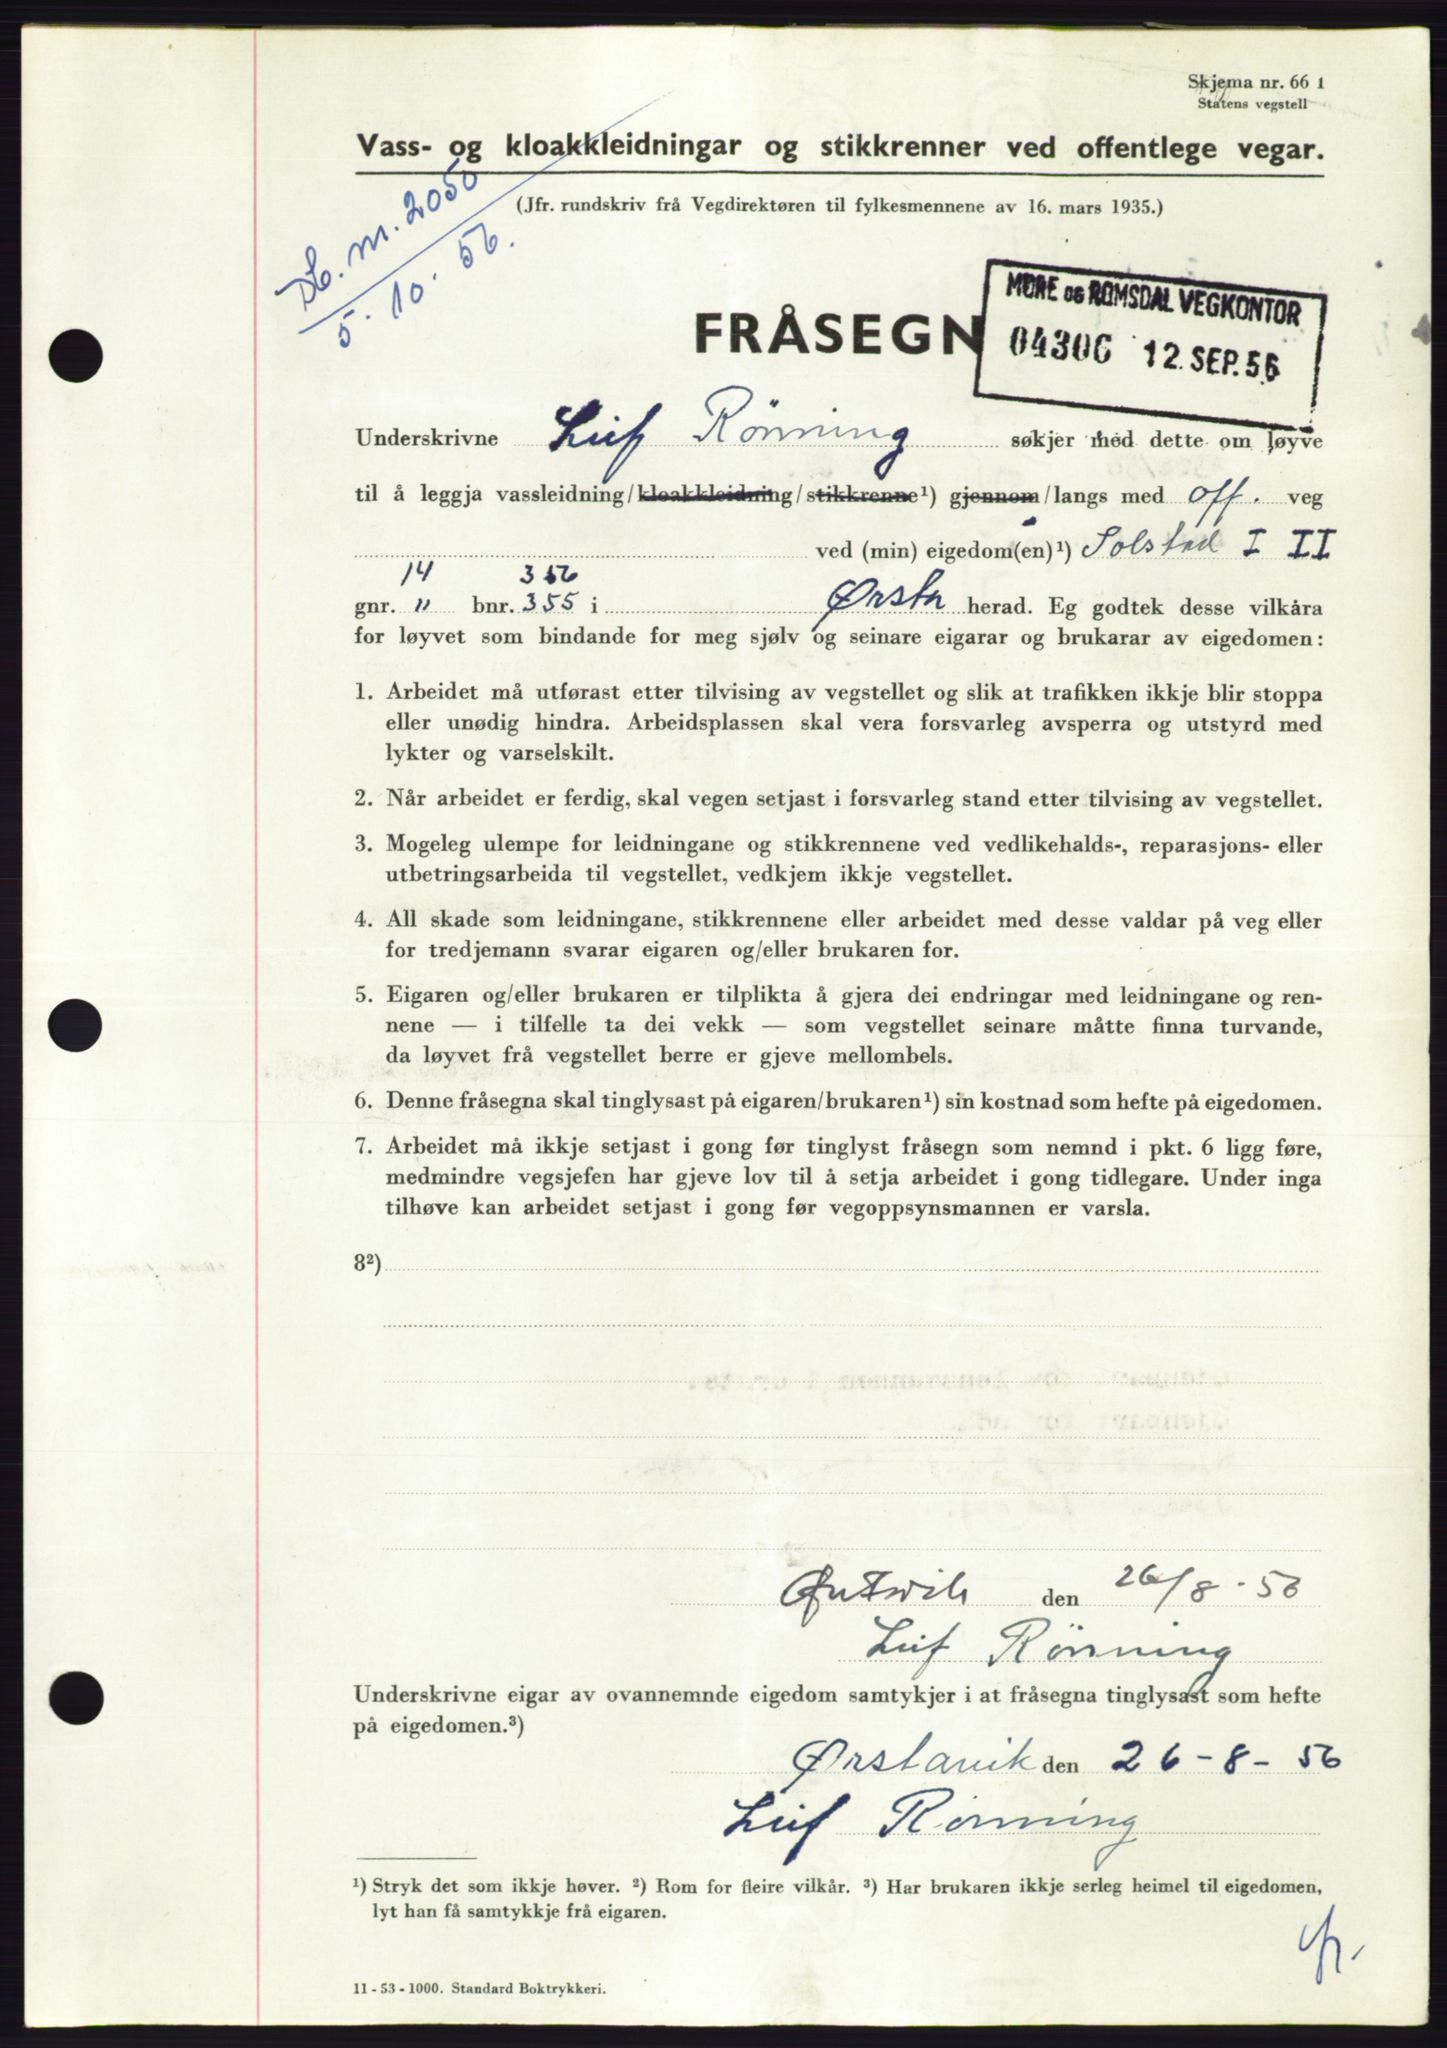 Skjema nr. 66 1
Statens vegstell
Vass- og kloakkleidningar og stikkrenner ved offentlege vegar.
(Jfr. rundskriv frå Vegdirektøren til fylkesmennene av 16. mars 1935.)
Db. nr. 2050
5.10.56.
MØRE OG ROMSDAL VEGKONTOR
04306 12. SEP. 56
FRÅSEGN
Underskrivne Leif Rönning søkjer med dette om løyve
til å leggja vassleidning/kloakkleidning/stikkrenne¹) gjennom/langs med off. veg
ved (min) eigedom(en)¹) Solstad I II
14 356
gnr. " bnr. 355 i Ørsta herad. Eg godtek desse vilkåra
for løyvet som bindande for meg sjølv og seinare eigarar og brukarar av eigedomen:
1. Arbeidet må utførast etter tilvising av vegstellet og slik at trafikken ikkje blir stoppa
eller unødig hindra. Arbeidsplassen skal vera forsvarleg avsperra og utstyrd med
lykter og varselskilt.
2. Når arbeidet er ferdig, skal vegen setjast i forsvarleg stand etter tilvising av vegstellet.
3. Mogeleg ulempe for leidningane og stikkrennene ved vedlikehalds-, reparasjons- eller
utbetringsarbeida til vegstellet, vedkjem ikkje vegstellet.
4. All skade som leidningane, stikkrennene eller arbeidet med desse valdar på veg eller
for tredjemann svarar eigaren og/eller brukaren for.
5. Eigaren og/eller brukaren er tilplikta å gjera dei endringar med leidningane og ren-
nene — i tilfelle ta dei vekk — som vegstellet seinare måtte finna turvande,
da løyvet frå vegstellet berre er gjeve mellombels.
6. Denne fråsegna skal tinglysast på eigaren/brukaren¹) sin kostnad som hefte på eigedomen.
7. Arbeidet må ikkje setjast i gong før tinglyst fråsegn som nemnd i pkt. 6 ligg føre,
medmindre vegsjefen har gjeve lov til å setja arbeidet i gong tidlegare. Under inga
tilhøve kan arbeidet setjast i gong før vegoppsynsmannen er varsla.
8²)
den 26/8-56
Leif Rönning
Underskrivne eigar av ovannemnde eigedom samtykjer i at fråsegna tinglysast som hefte
på eigedomen.³)
Ørstavik den 26-8-56
Leif Rönning
¹) Stryk det som ikkje høver. ²) Rom for fleire vilkår. ³) Har brukaren ikkje serleg heimel til eigedomen,
lyt han få samtykkje frå eigaren.
11-53-1000. Standard Boktrykkeri.